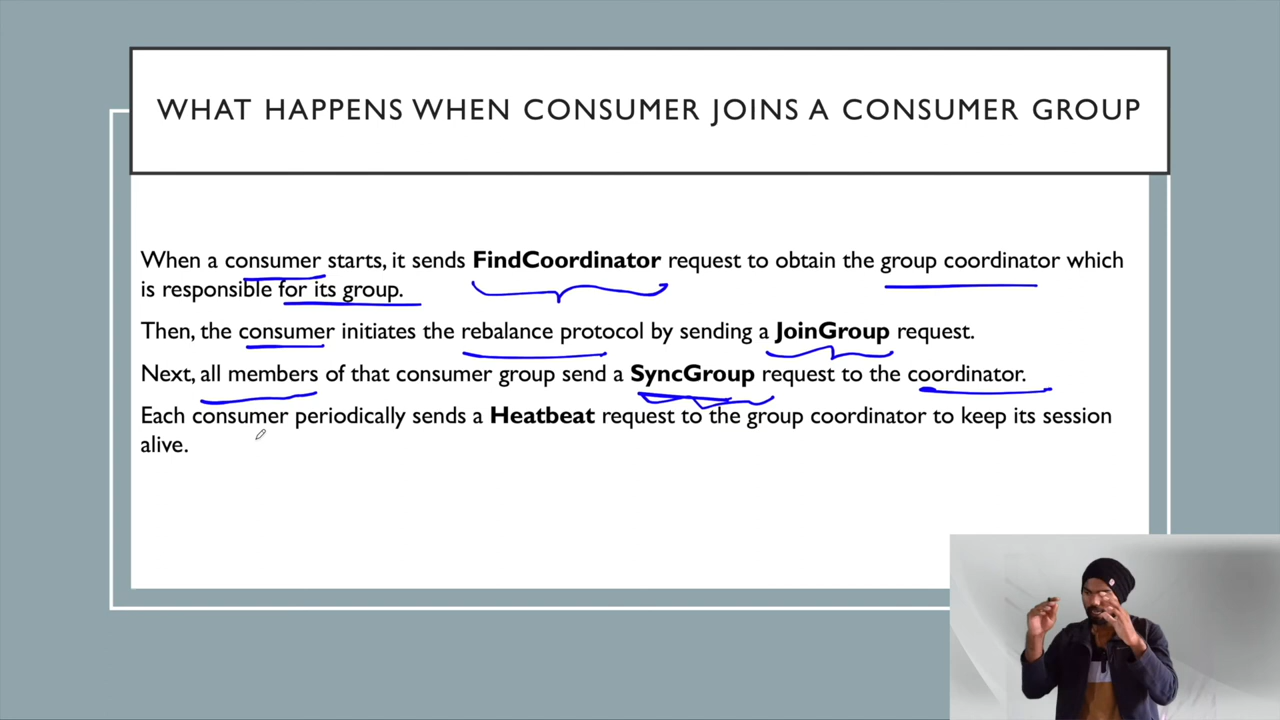 WHAT HAPPENS WHEN CONSUMER JOINS A CONSUMER GROUP
When a consumer starts, it sends FindCoordinator request to obtain the group coordinator which
is responsible for its group.
Then, the consumer initiates the rebalance protocol by sending a JoinGroup request.
Next, all members of that consumer group send a SyncGroup request to the coordinator.
Each consumer periodically sends a Heatbeat request to the group coordinator to keep its session
alive.